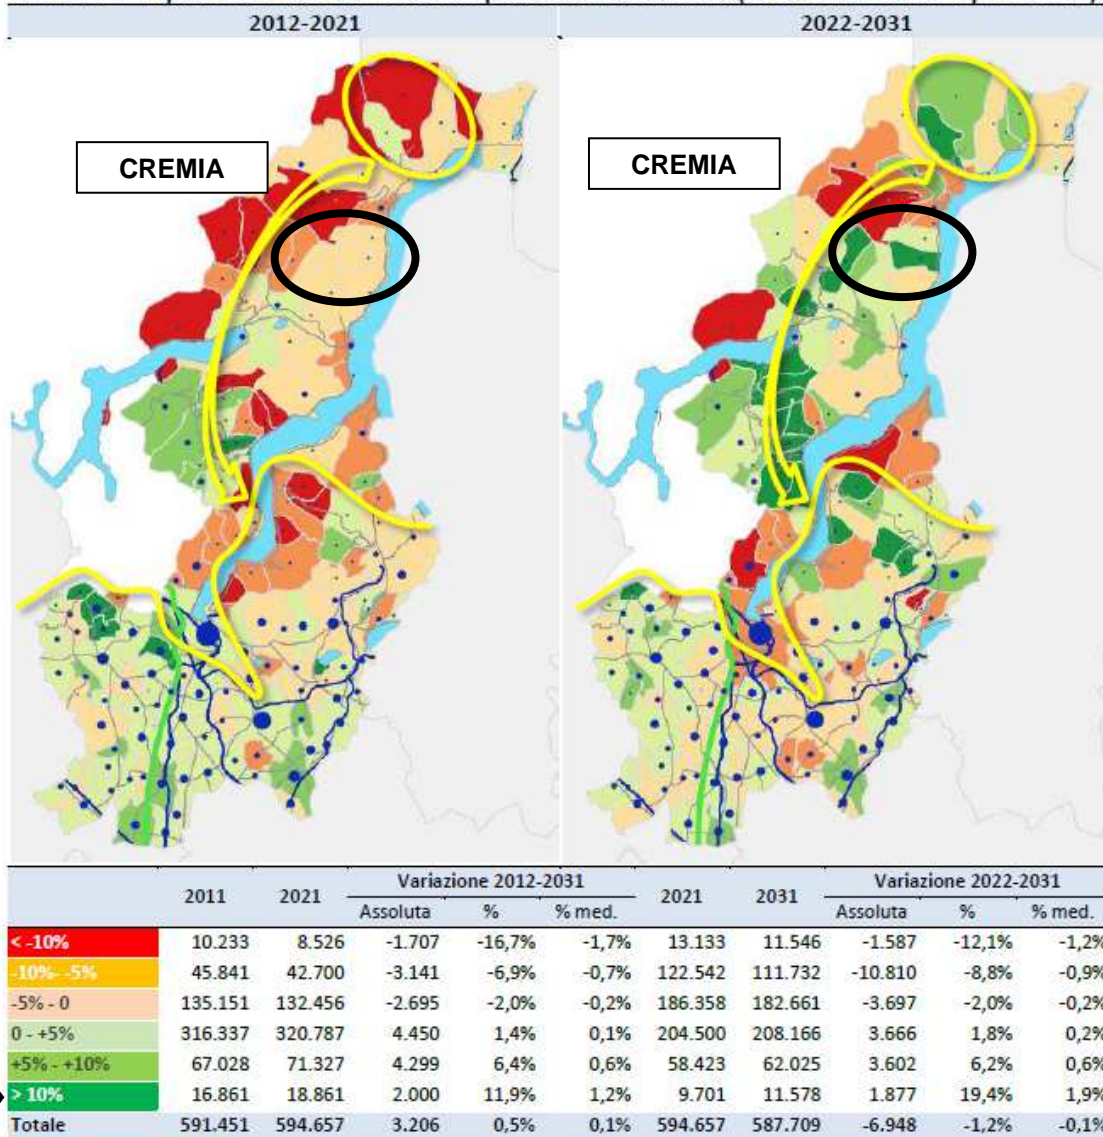 2012-2021 2022-2031
CREMIA CREMIA
2011 2021 Variazione 2012-2031 2021 2031 Variazione 2022-2031
Assoluta % % med. Assoluta % % med.
< -10% 10.233 8.526 -1.707 -16,7% -1,7% 13.133 11.546 -1.587 -12,1% -1,2%
-10%- -5% 45.841 42.700 -3.141 -6,9% -0,7% 122.542 111.732 -10.810 -8,8% -0,9%
-5% - 0 135.151 132.456 -2.695 -2,0% -0,2% 186.358 182.661 -3.697 -2,0% -0,2%
0 - +5% 316.337 320.787 4.450 1,4% 0,1% 204.500 208.166 3.666 1,8% 0,2%
+5% - +10% 67.028 71.327 4.299 6,4% 0,6% 58.423 62.025 3.602 6,2% 0,6%
> 10% 16.861 18.861 2.000 11,9% 1,2% 9.701 11.578 1.877 19,4% 1,9%
Totale 591.451 594.657 3.206 0,5% 0,1% 594.657 587.709 -6.948 -1,2% -0,1%